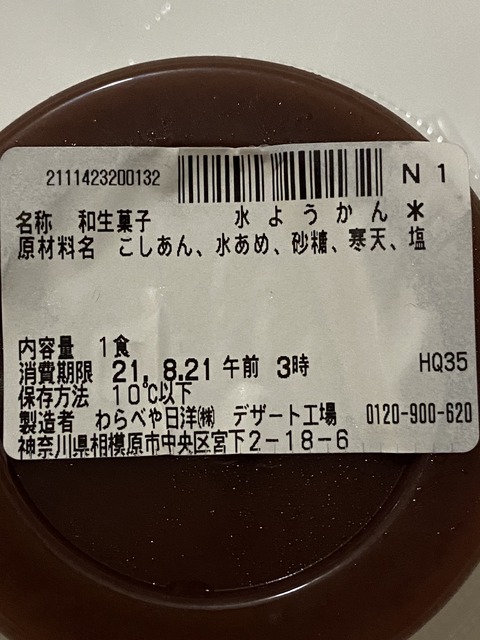 2111423200132 N 1
名称 和生菓子 水ようかん 米
原材料名 こしあん、水あめ、砂糖、寒天、塩
内容量 1食
消費期限 21, 8.21 午前 3時 HQ35
保存方法 10℃以下
製造者 わらべや日洋㈱ デザート工場 0120-900-620
神奈川県相模原市中央区宮下2-18-6